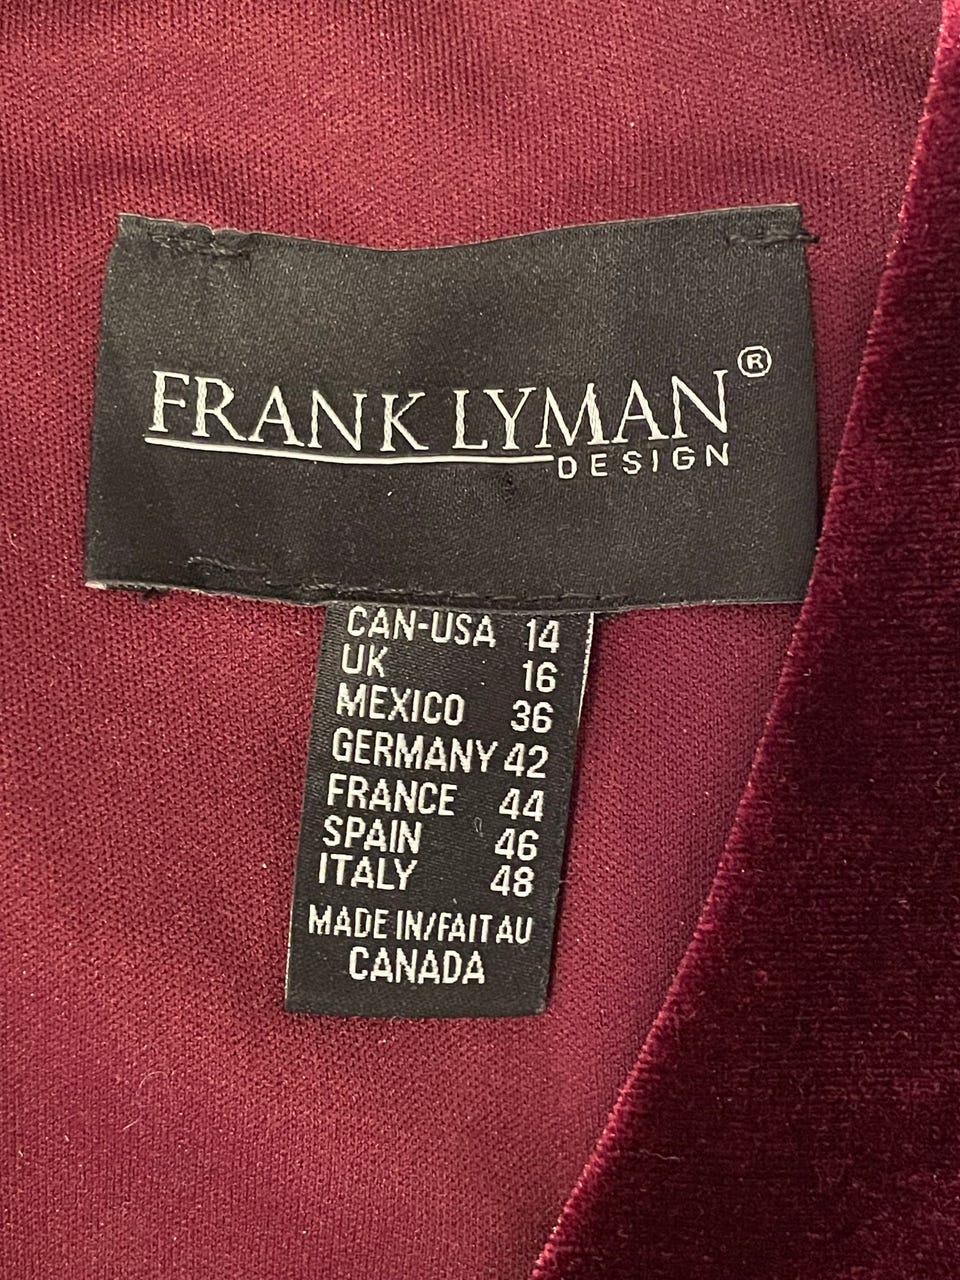 FRANK LYMAN®
DESIGN
CAN-USA 14
UK 16
MEXICO 36
GERMANY 42
FRANCE 44
SPAIN 46
ITALY 48
MADE IN/FAIT AU
CANADA